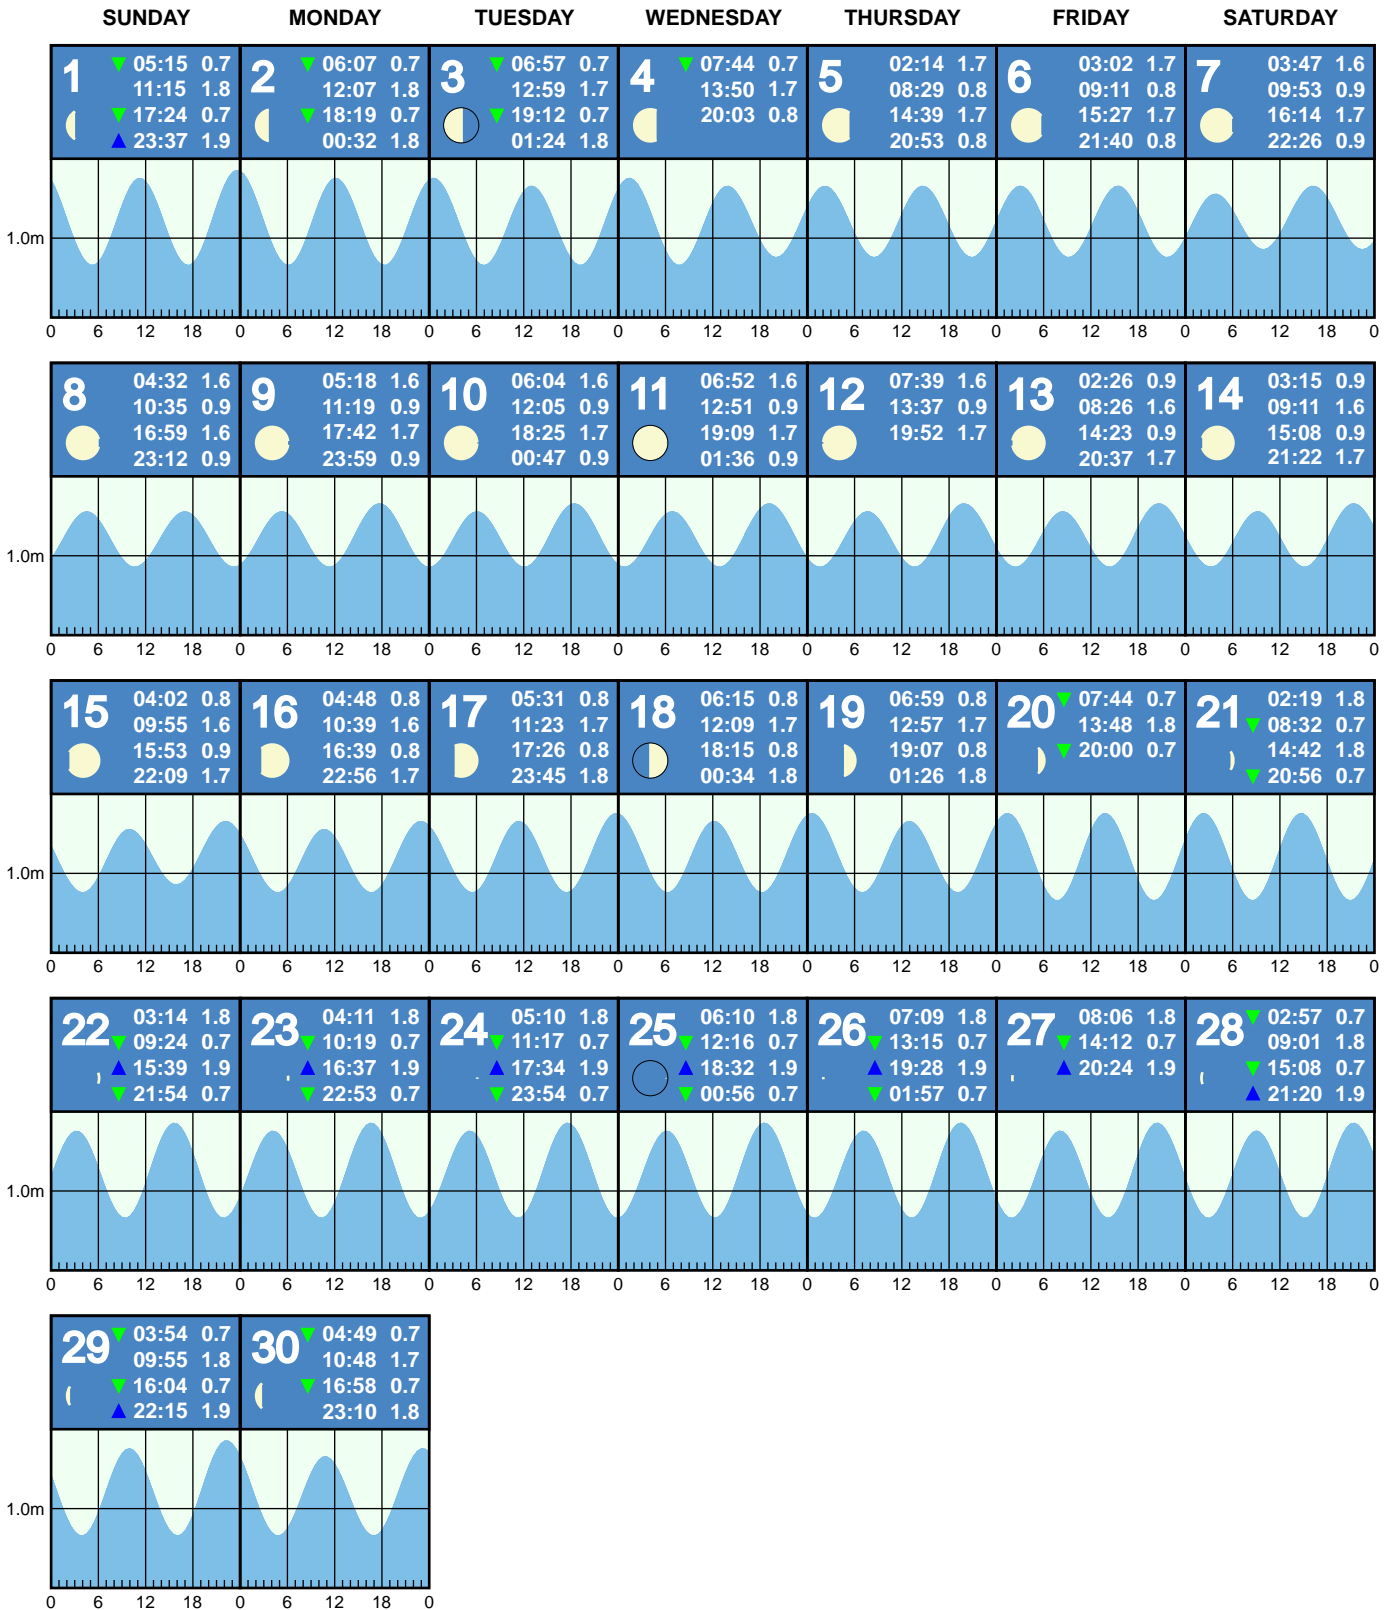 SUNDAY MONDAY TUESDAY WEDNESDAY THURSDAY FRIDAY SATURDAY
1 ▼ 05:15 0.7
11:15 1.8
▼ 17:24 0.7
▲ 23:37 1.9
2 ▼ 06:07 0.7
12:07 1.8
▼ 18:19 0.7
00:32 1.8
3 ▼ 06:57 0.7
12:59 1.7
▼ 19:12 0.7
01:24 1.8
4 ▼ 07:44 0.7
13:50 1.7
20:03 0.8
5 02:14 1.7
08:29 0.8
14:39 1.7
20:53 0.8
6 03:02 1.7
09:11 0.8
15:27 1.7
21:40 0.8
7 03:47 1.6
09:53 0.9
16:14 1.7
22:26 0.9
1.0m
0 6 12 18 0 6 12 18 0 6 12 18 0 6 12 18 0 6 12 18 0 6 12 18 0 6 12 18 0
8 04:32 1.6
10:35 0.9
16:59 1.6
23:12 0.9
9 05:18 1.6
11:19 0.9
17:42 1.7
23:59 0.9
10 06:04 1.6
12:05 0.9
18:25 1.7
00:47 0.9
11 06:52 1.6
12:51 0.9
19:09 1.7
01:36 0.9
12 07:39 1.6
13:37 0.9
19:52 1.7
13 02:26 0.9
08:26 1.6
14:23 0.9
20:37 1.7
14 03:15 0.9
09:11 1.6
15:08 0.9
21:22 1.7
1.0m
0 6 12 18 0 6 12 18 0 6 12 18 0 6 12 18 0 6 12 18 0 6 12 18 0 6 12 18 0
15 04:02 0.8
09:55 1.6
15:53 0.9
22:09 1.7
16 04:48 0.8
10:39 1.6
16:39 0.8
22:56 1.7
17 05:31 0.8
11:23 1.7
17:26 0.8
23:45 1.8
18 06:15 0.8
12:09 1.7
18:15 0.8
00:34 1.8
19 06:59 0.8
12:57 1.7
19:07 0.8
01:26 1.8
20 ▼ 07:44 0.7
13:48 1.8
▼ 20:00 0.7
21 02:19 1.8
▼ 08:32 0.7
14:42 1.8
▼ 20:56 0.7
1.0m
0 6 12 18 0 6 12 18 0 6 12 18 0 6 12 18 0 6 12 18 0 6 12 18 0 6 12 18 0
22 03:14 1.8
▼ 09:24 0.7
▲ 15:39 1.9
▼ 21:54 0.7
23 04:11 1.8
▼ 10:19 0.7
▲ 16:37 1.9
▼ 22:53 0.7
24 05:10 1.8
▼ 11:17 0.7
▲ 17:34 1.9
▼ 23:54 0.7
25 06:10 1.8
▼ 12:16 0.7
▲ 18:32 1.9
▼ 00:56 0.7
26 07:09 1.8
▼ 13:15 0.7
▲ 19:28 1.9
▼ 01:57 0.7
27 08:06 1.8
▼ 14:12 0.7
▲ 20:24 1.9
28 ▼ 02:57 0.7
09:01 1.8
▼ 15:08 0.7
▲ 21:20 1.9
1.0m
0 6 12 18 0 6 12 18 0 6 12 18 0 6 12 18 0 6 12 18 0 6 12 18 0 6 12 18 0
29 ▼ 03:54 0.7
09:55 1.8
▼ 16:04 0.7
▲ 22:15 1.9
30 ▼ 04:49 0.7
10:48 1.7
▼ 16:58 0.7
23:10 1.8
1.0m
0 6 12 18 0 6 12 18 0